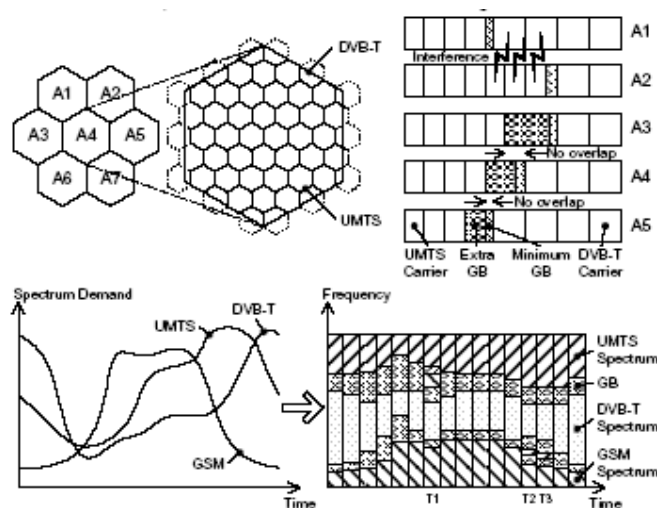 DVB-T
A1
A2
A3
A4
A5
A6
A7
UMTS
Interference
A1
A2
A3
No overlap
A4
No overlap
A5
UMTS Carrier
Extra GB
Minimum GB
DVB-T Carrier
Spectrum Demand
UMTS
DVB-T
GSM
Time
Frequency
UMTS Spectrum
GB
DVB-T Spectrum
GSM Spectrum
T1
T2
T3
Time